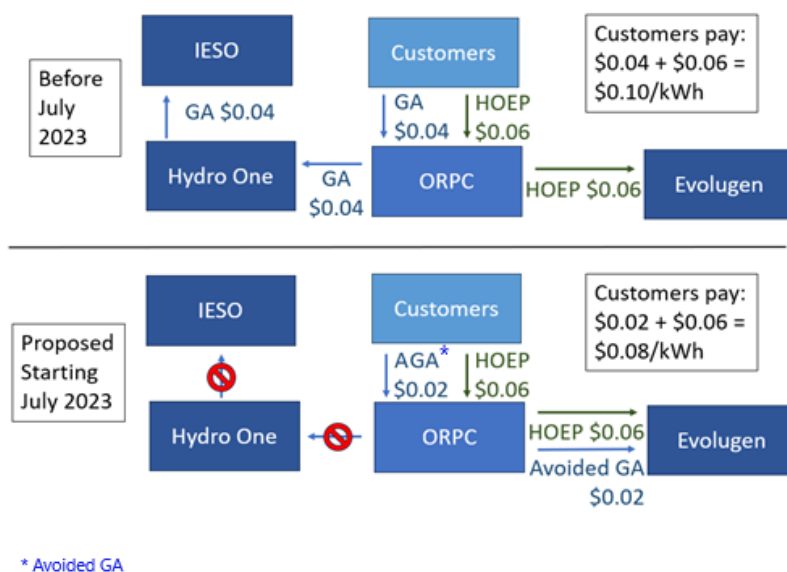 IESO
Customers
Customers pay:
$0.04 + $0.06 =
$0.10/kWh
Before
July
2023
GA $0.04
GA
$0.04
HOEP
$0.06
Hydro One
GA
$0.04
ORPC
HOEP $0.06
Evolugen
IESO
Customers
Customers pay:
$0.02 + $0.06 =
$0.08/kWh
Proposed
Starting
July 2023
AGA*
$0.02
HOEP
$0.06
Hydro One
ORPC
HOEP $0.06
Avoided GA
$0.02
Evolugen
* Avoided GA